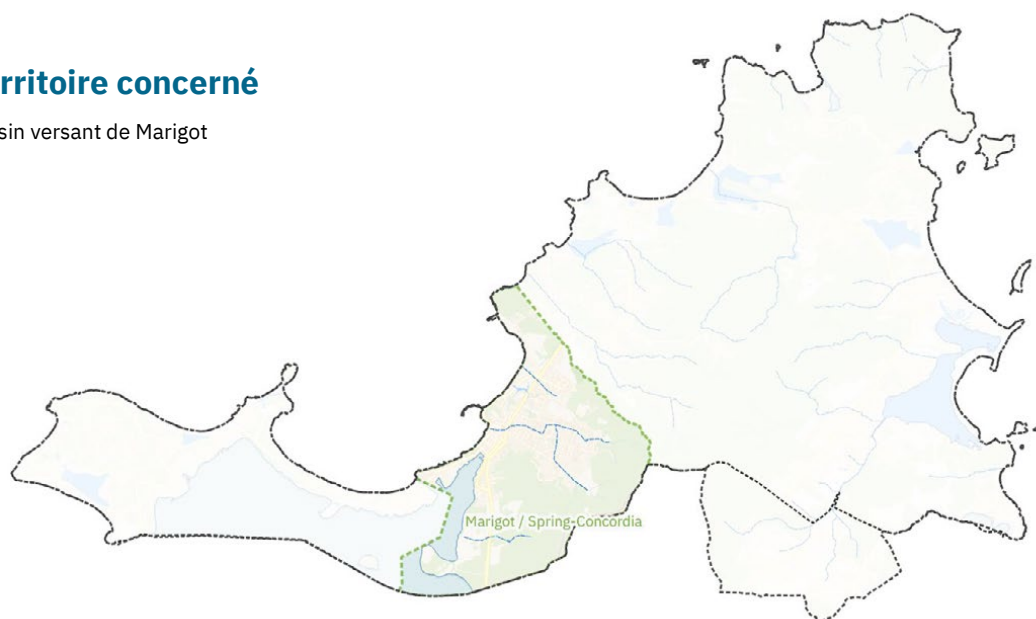 rritoire concerné
sin versant de Marigot
Marigot / Spring-Concordia